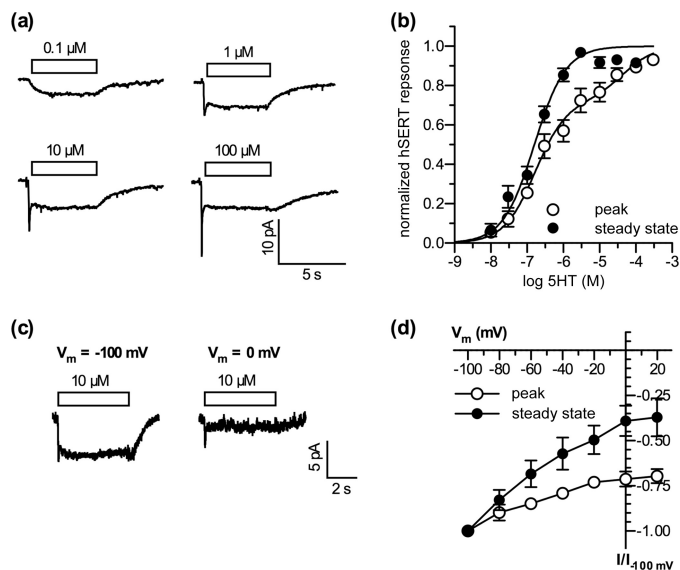 (a)
0.1 µM
1 µM
10 µM
100 µM
10 pA
5 s
(b)
normalized hSERT repsonse
1.0
0.8
0.6
0.4
0.2
0.0
-9 -8 -7 -6 -5 -4 -3
log 5HT (M)
peak
steady state
(c)
Vm = -100 mV
10 µM
Vm = 0 mV
10 µM
5 pA
2 s
(d)
Vm (mV)
-100 -80 -60 -40 -20 0 20
peak
steady state
-0.25
-0.50
-0.75
-1.00
I/I-100 mV